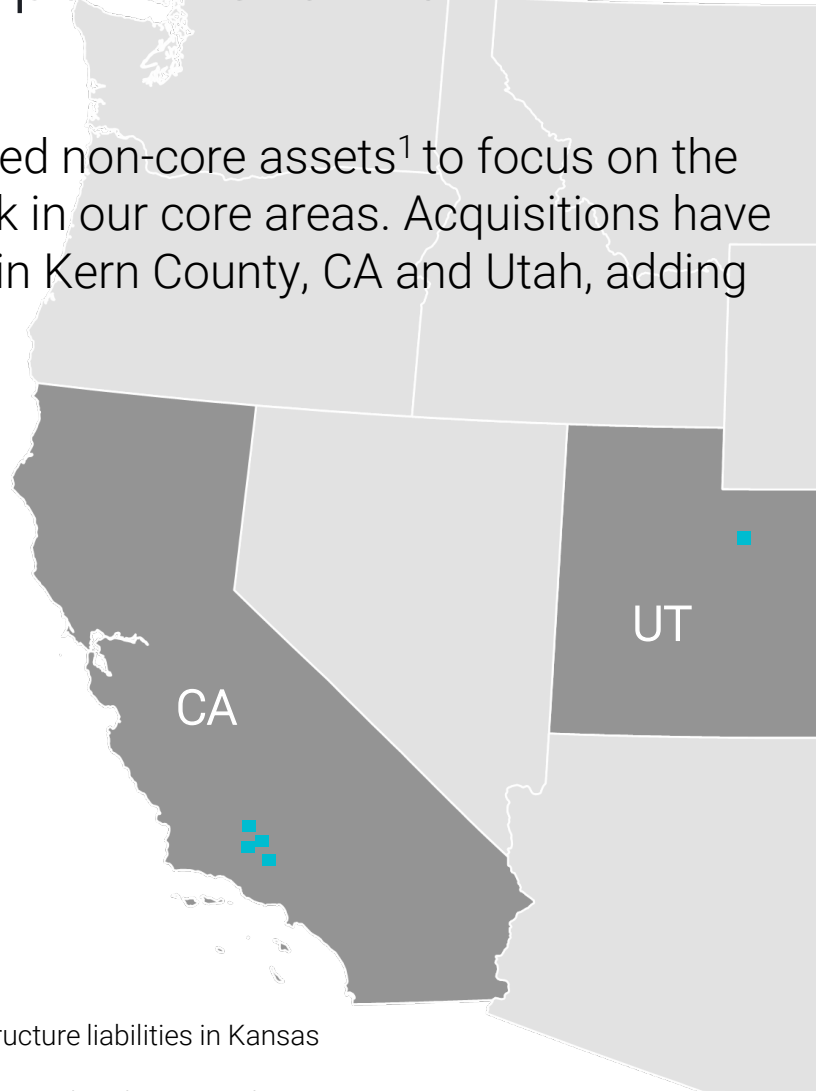 ed non-core assets¹ to focus on the
k in our core areas. Acquisitions have
in Kern County, CA and Utah, adding
UT
CA
ructure liabilities in Kansas